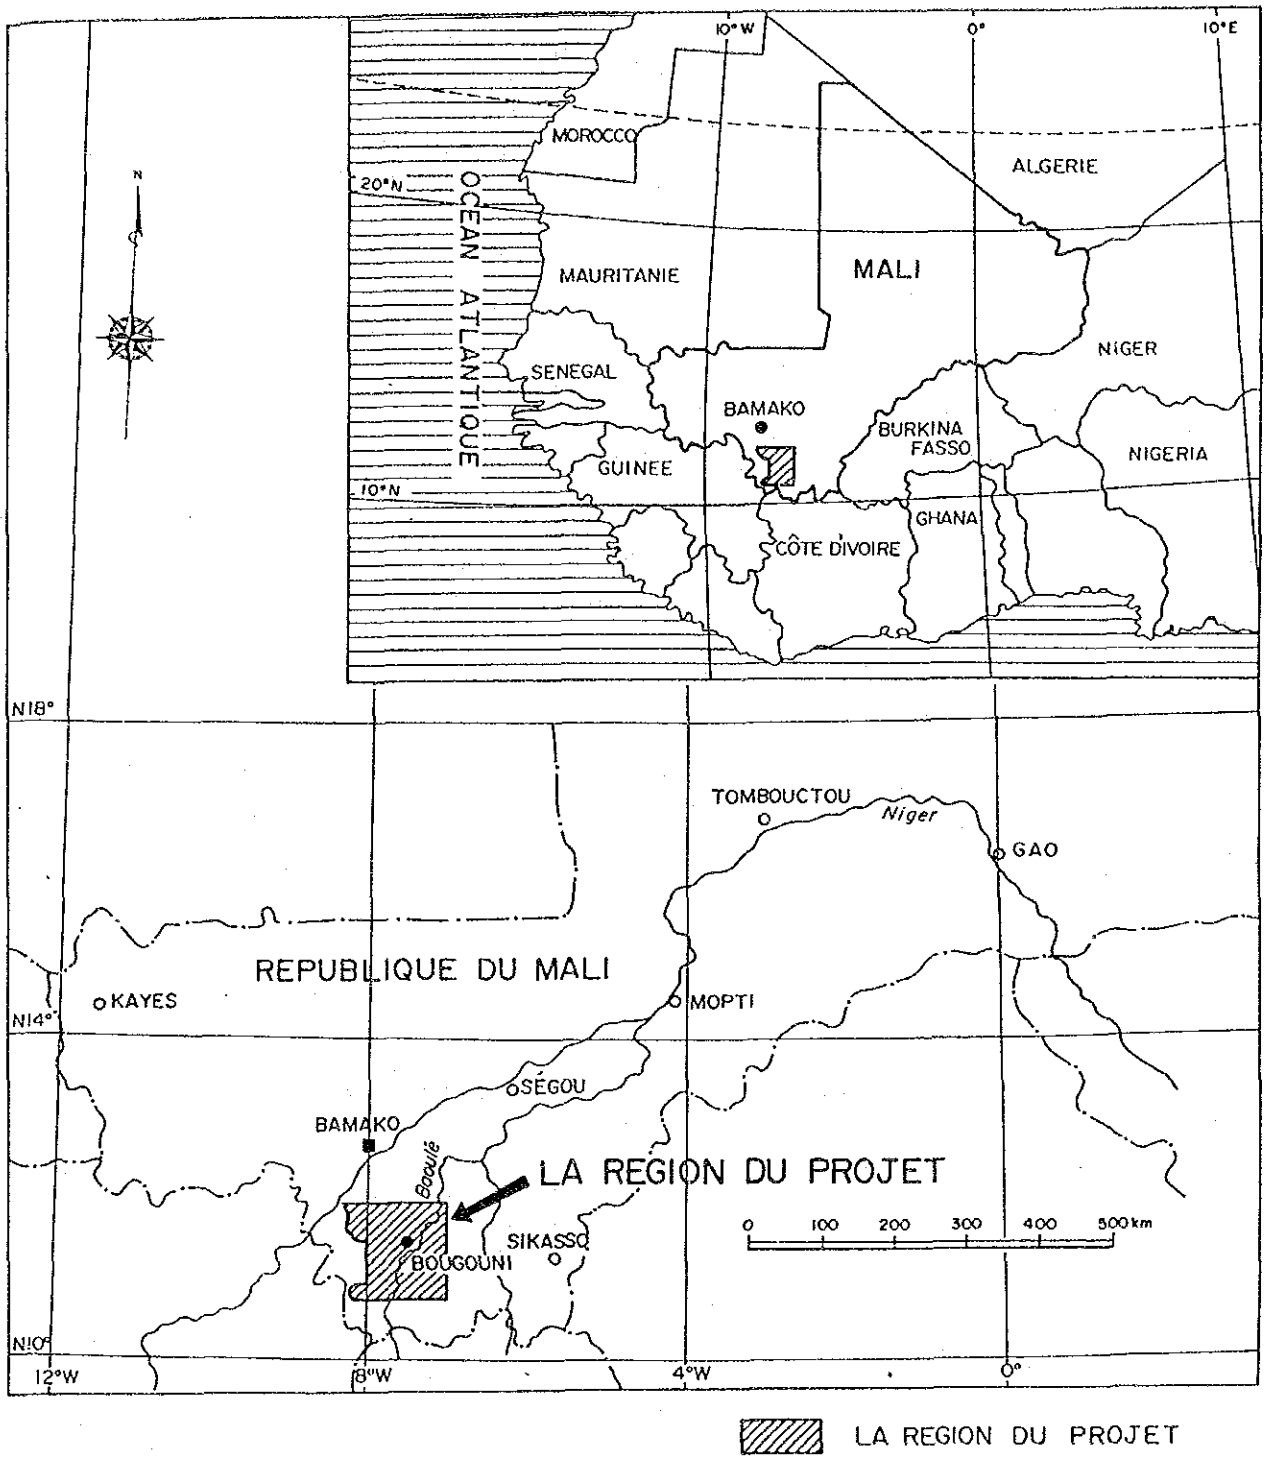 10°W
0°
10°E
MOROCCO
ALGERIE
20°N
OCEAN ATLANTIQUE
MAURITANIE
MALI
NIGER
SENEGAL
BAMAKO
BURKINA
FASSO
NIGERIA
GUINEE
10°N
GHANA
CÔTE D'IVOIRE
N
N18°
TOMBOUCTOU
Niger
GAO
REPUBLIQUE DU MALI
KAYES
MOPTI
N14°
SÉGOU
BAMAKO
Baoulé
LA REGION DU PROJET
0 100 200 300 400 500km
SIKASSO
BOUGOUNI
N10°
12°W
8°W
4°W
0°
LA REGION DU PROJET